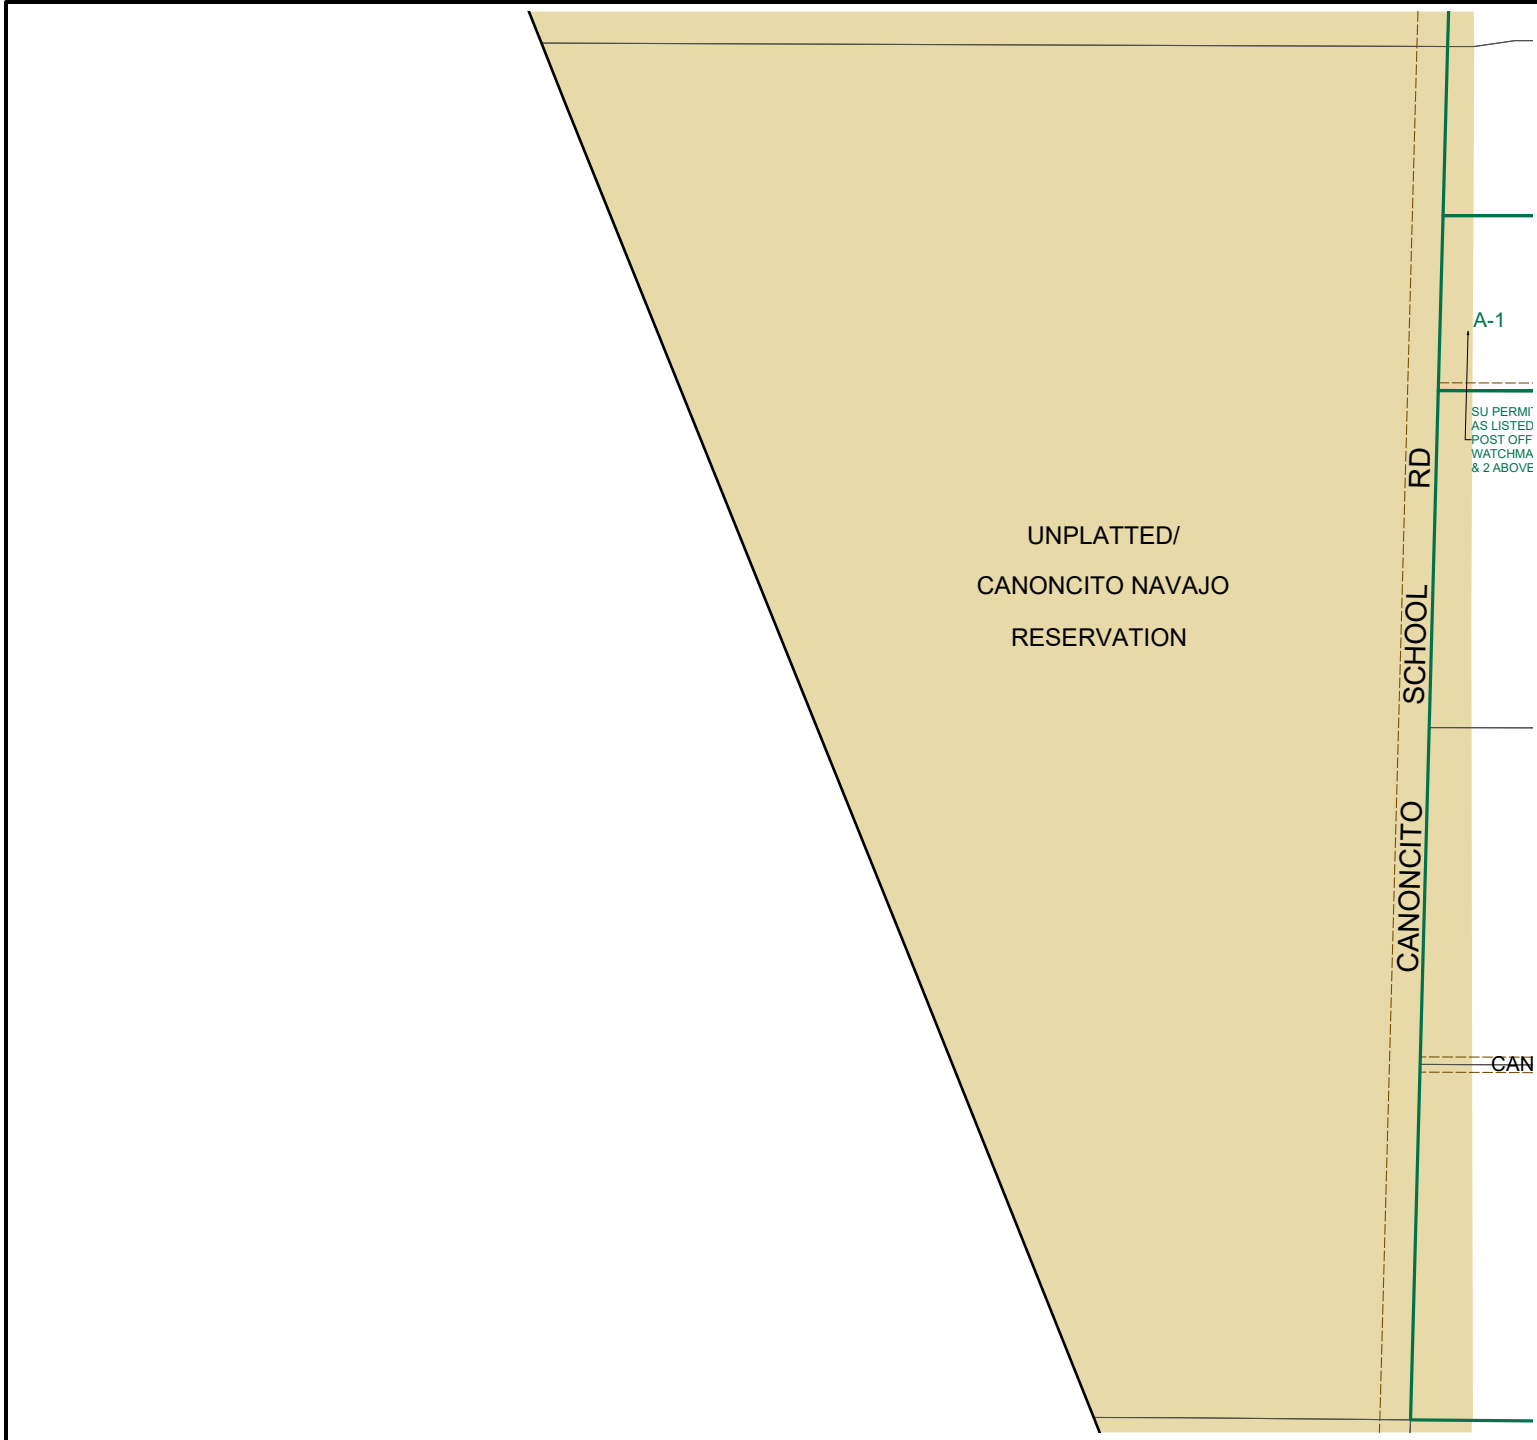 A-1
SU PERMI
AS LISTED
POST OFF
WATCHMA
& 2 ABOVE
UNPLATTED/
CANONCITO NAVAJO
RESERVATION
CANONCITO SCHOOL RD
CAN